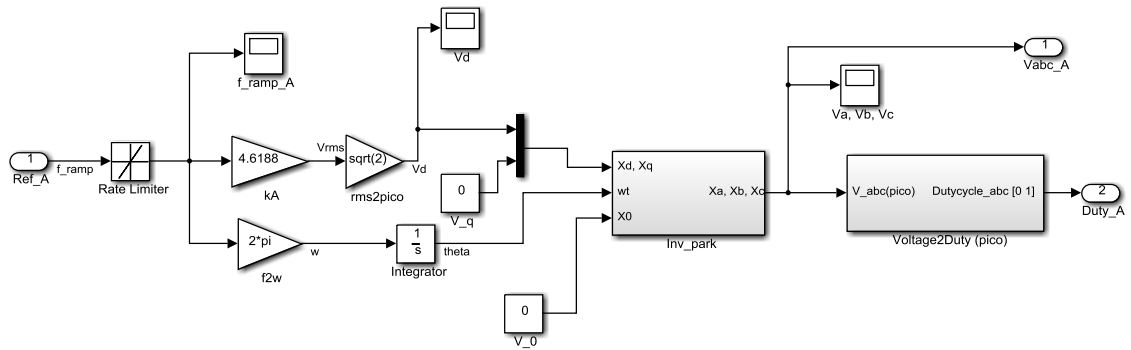 Vd
f_ramp_A
1
Vabc_A
Va, Vb, Vc
1
Ref_A
f_ramp
Rate Limiter
4.6188
kA
Vrms
sqrt(2)
rms2pico
Vd
0
V_q
Xd, Xq
wt
X0
Xa, Xb, Xc
Inv_park
V_abc(pico)
Dutycycle_abc [0 1]
Voltage2Duty (pico)
2
Duty_A
2*pi
f2w
w
1
s
Integrator
theta
0
V_0